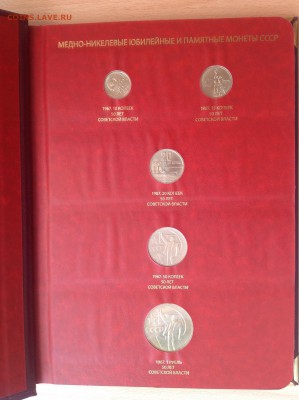 COINS.LAVE.RU
МЕДНО-НИКЕЛЕВЫЕ ЮБИЛЕЙНЫЕ И ПАМЯТНЫЕ МОНЕТЫ СССР
1967. 10 КОПЕЕК
50 ЛЕТ
СОВЕТСКОЙ ВЛАСТИ
1967. КОПЕЕК
50 ЛЕТ
СОВЕТСКОЙ ВЛАСТИ
20
1967. 20 КОПЕЕК
50 ЛЕТ
СОВЕТСКОЙ ВЛАСТИ
1967. КОПЕЕК
50 ЛЕТ
СОВЕТСКОЙ ВЛАСТИ
1967. 1 РУБЛЬ
50 ЛЕТ
СОВЕТСКОЙ ВЛАСТИ